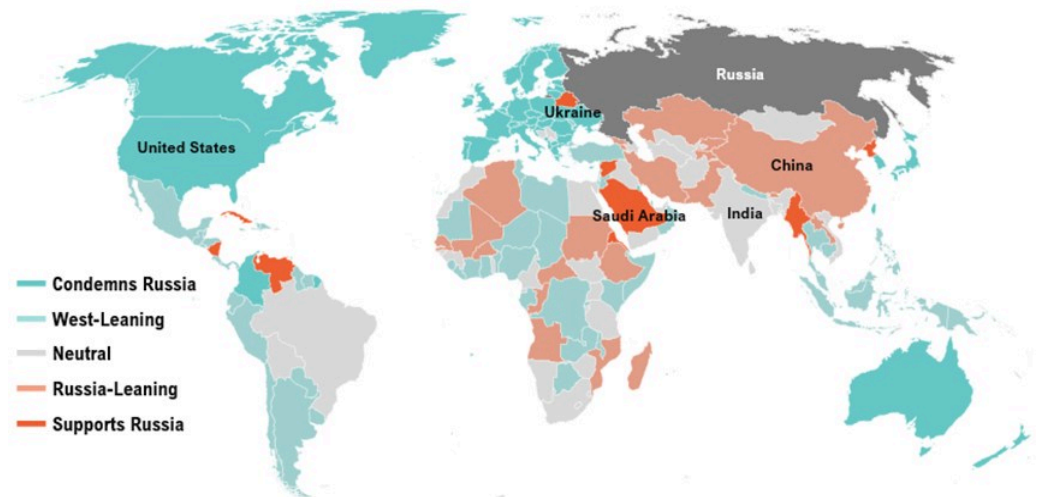 Russia
Ukraine
United States
China
Saudi Arabia
India
Condemns Russia
West-Leaning
Neutral
Russia-Leaning
Supports Russia